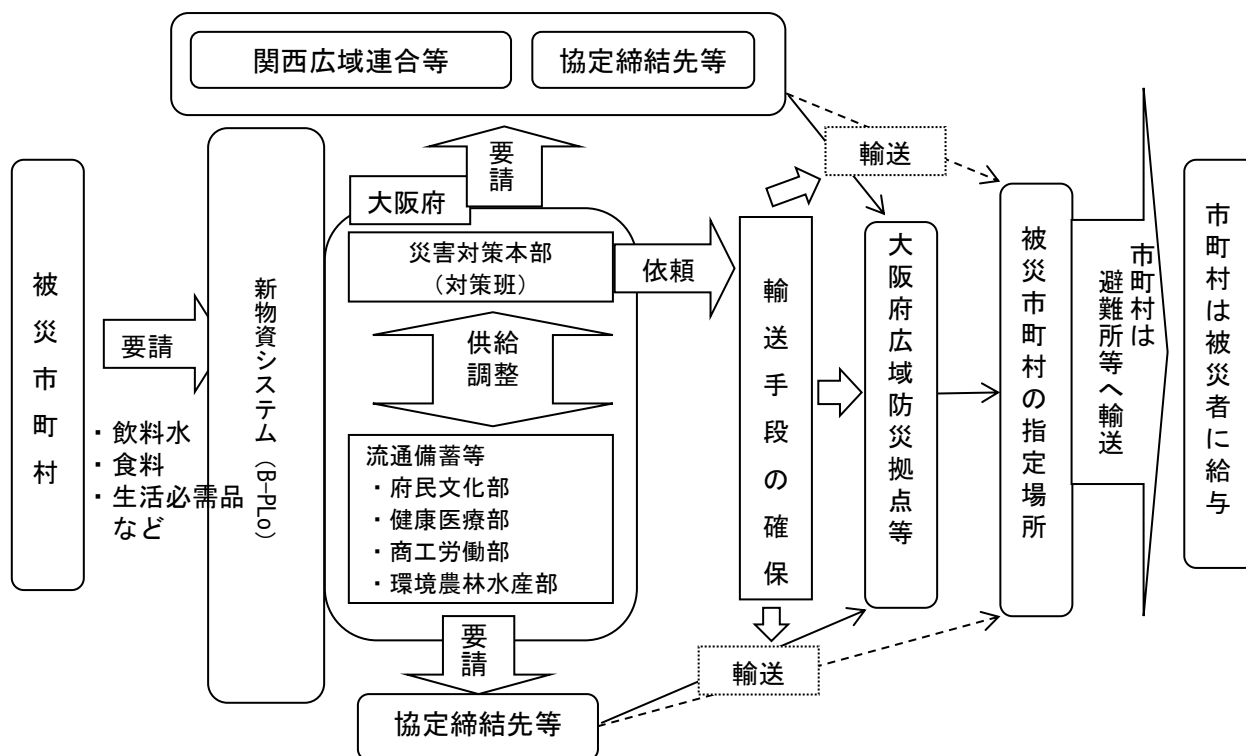 関西広域連合等
協定締結先等
被災市町村
要請
・飲料水
・食料
・生活必需品
など
新物資システム（B-PLo）
要請
大阪府
災害対策本部
（対策班）
供給
調整
流通備蓄等
・府民文化部
・健康医療部
・商工労働部
・環境農林水産部
要請
協定締結先等
依頼
輸送手段の確保
輸送
輸送
大阪府広域防災拠点等
被災市町村の指定場所
市町村は
避難所等へ輸送
市町村は被災者に給与